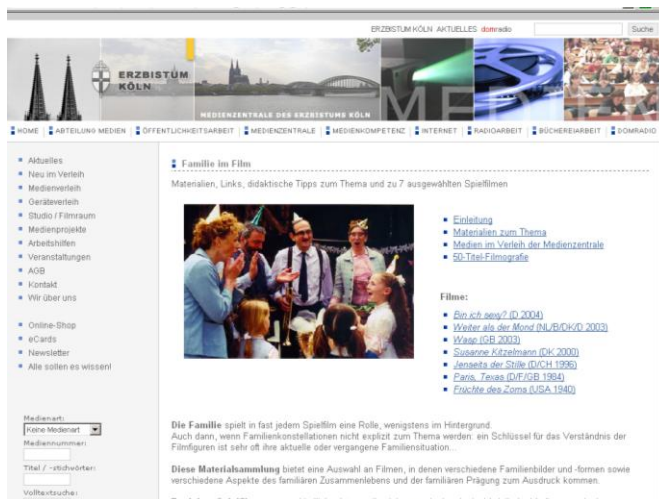 ERZBISTUM KÖLN AKTUELLES domradio
Suche
ERZBISTUM
KÖLN
MEDIENZENTRALE DES ERZBISTUMS KÖLN
MEDIEN
HOME ABTEILUNG MEDIEN ÖFFENTLICHKEITSARBEIT MEDIENZENTRALE MEDIENKOMPETENZ INTERNET RADIOARBEIT BÜCHEREIARBEIT DOMRADIO
Aktuelles
Neu im Verleih
Medienverleih
Geräteverleih
Studio / Filmraum
Medienprojekte
Arbeitshilfen
Veranstaltungen
AGB
Kontakt
Wir über uns
Online-Shop
eCards
Newsletter
Alle sollen es wissen!
Medienart:
Keine Medienart
Mediennummer:
Titel / -stichwörter:
Volltextsuche:
Familie im Film
Materialien, Links, didaktische Tipps zum Thema und zu 7 ausgewählten Spielfilmen
Einleitung
Materialien zum Thema
Medien im Verleih der Medienzentrale
50-Titel-Filmografie
Filme:
Bin ich sexy? (D 2004)
Weiter als der Mond (NL/B/DK/D 2003)
Wasp (GB 2003)
Susanne Kitzelmann (DK 2000)
Jenseits der Stille (D/CH 1996)
Paris, Texas (D/F/GB 1984)
Früchte des Zorns (USA 1940)
Die Familie spielt in fast jedem Spielfilm eine Rolle, wenigstens im Hintergrund.
Auch dann, wenn Familienkonstellationen nicht explizit zum Thema werden: ein Schlüssel für das Verständnis der
Filmfiguren ist sehr oft ihre aktuelle oder vergangene Familiensituation...
Diese Materialsammlung bietet eine Auswahl an Filmen, in denen verschiedene Familienbilder und -formen sowie
verschiedene Aspekte des familiären Zusammenlebens und der familiären Prägung zum Ausdruck kommen.